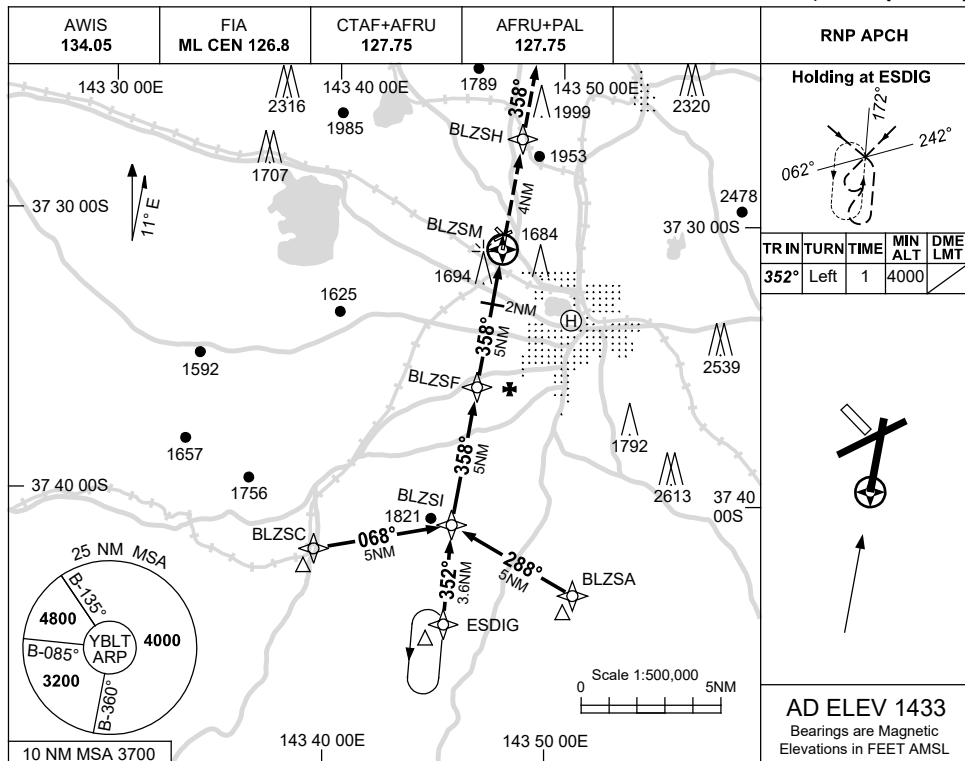 AWIS
134.05
FIA
ML CEN 126.8
CTAF+AFRU
127.75
AFRU+PAL
127.75
RNP APCH
143 30 00E
143 40 00E
143 50 00E
2316
1985
1789
358°
1999
2320
BLZSH
1953
1707
4NM
2478
37 30 00S
37 30 00S
11° E
BLZSM
1684
1694
2NM
H
1625
358°
5NM
1592
2539
BLZSF
1657
1792
358°
5NM
1756
2613
37 40 00S
37 40
00S
BLZSI
1821
BLZSC
068°
5NM
288°
5NM
BLZSA
352°
3.6NM
ESDIG
25 NM MSA
B-135°
4800
4000
YBLT
ARP
B-085°
3200
B-360°
10 NM MSA 3700
Scale 1:500,000
0
5NM
143 40 00E
143 50 00E
Holding at ESDIG
172°
242°
062°
TR IN
TURN
TIME
MIN
ALT
DME
LMT
352°
Left
1
4000
AD ELEV 1433
Bearings are Magnetic
Elevations in FEET AMSL